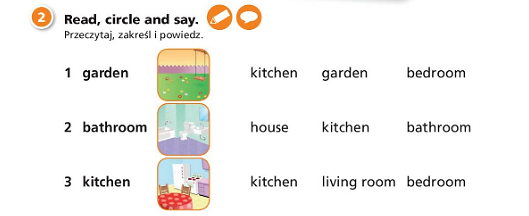 2 Read, circle and say.
Przeczytaj, zakreśl i powiedz.
1 garden kitchen garden bedroom
2 bathroom house kitchen bathroom
3 kitchen kitchen living room bedroom